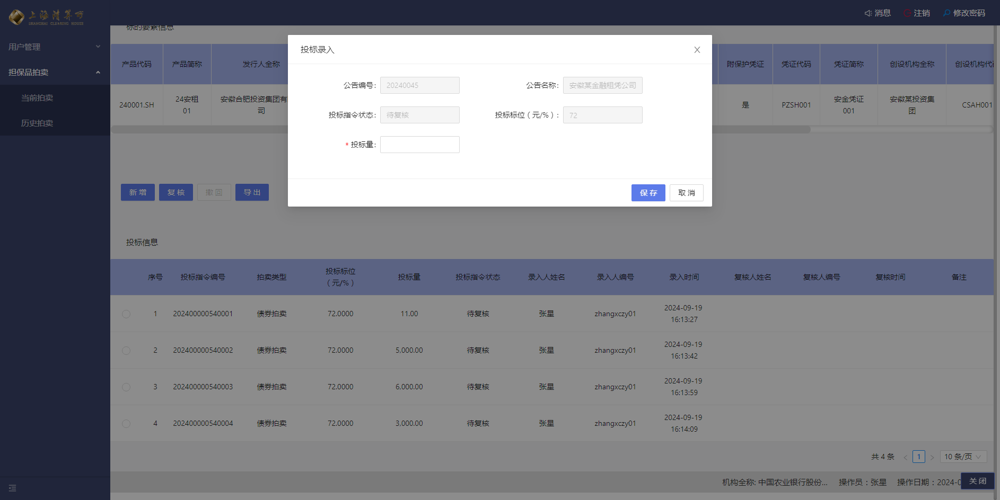 上海清算所
SHANGHAI CLEARING HOUSE
消息
注销
修改密码
用户管理
担保品拍卖
当前拍卖
历史拍卖
标的要素信息
产品代码
产品简称
发行人全称
附保护凭证
凭证代码
凭证简称
创设机构全称
创设机构代
240001.SH
24安租
01
安徽合肥投资集团有
司
是
PZSH001
安金凭证
001
安徽某投资集
团
CSAH001
投标录入
公告编号:
20240045
公告名称:
安徽某金融租凭公司
投标指令状态:
待复核
投标标位（元/%）:
72
* 投标量:
保 存
取 消
新 增
复 核
撤 回
导 出
投标信息
序号
投标指令编号
拍卖类型
投标标位
（元/%）
投标量
投标指令状态
录入人姓名
录入人编号
录入时间
复核人姓名
复核人编号
复核时间
备注
1
202400000540001
债券拍卖
72.0000
11.00
待复核
张星
zhangxczy01
2024-09-19
16:13:27
2
202400000540002
债券拍卖
72.0000
5,000.00
待复核
张星
zhangxczy01
2024-09-19
16:13:42
3
202400000540003
债券拍卖
72.0000
6,000.00
待复核
张星
zhangxczy01
2024-09-19
16:13:59
4
202400000540004
债券拍卖
72.0000
3,000.00
待复核
张星
zhangxczy01
2024-09-19
16:14:09
共 4 条
1
10 条/页
机构全称: 中国农业银行股份...
操作员：张星
操作日期：2024-0
关 闭